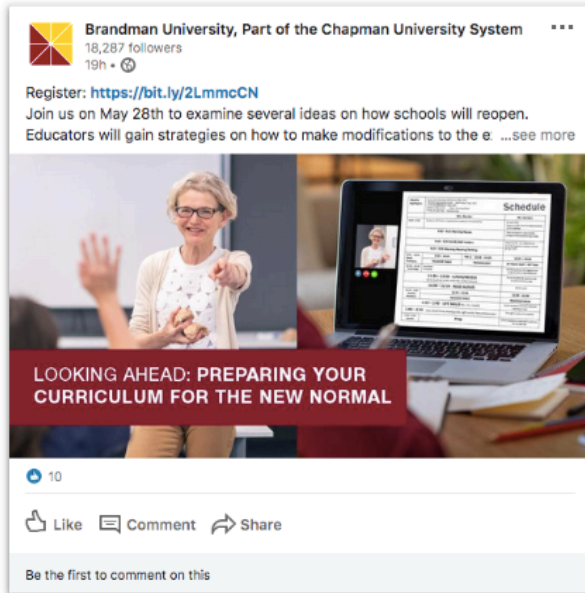 Brandman University, Part of the Chapman University System
18,287 followers
19h •
Register: https://bit.ly/2LmmcCN
Join us on May 28th to examine several ideas on how schools will reopen.
Educators will gain strategies on how to make modifications to the e ...see more
Schedule
LOOKING AHEAD: PREPARING YOUR
CURRICULUM FOR THE NEW NORMAL
10
Like Comment Share
Be the first to comment on this